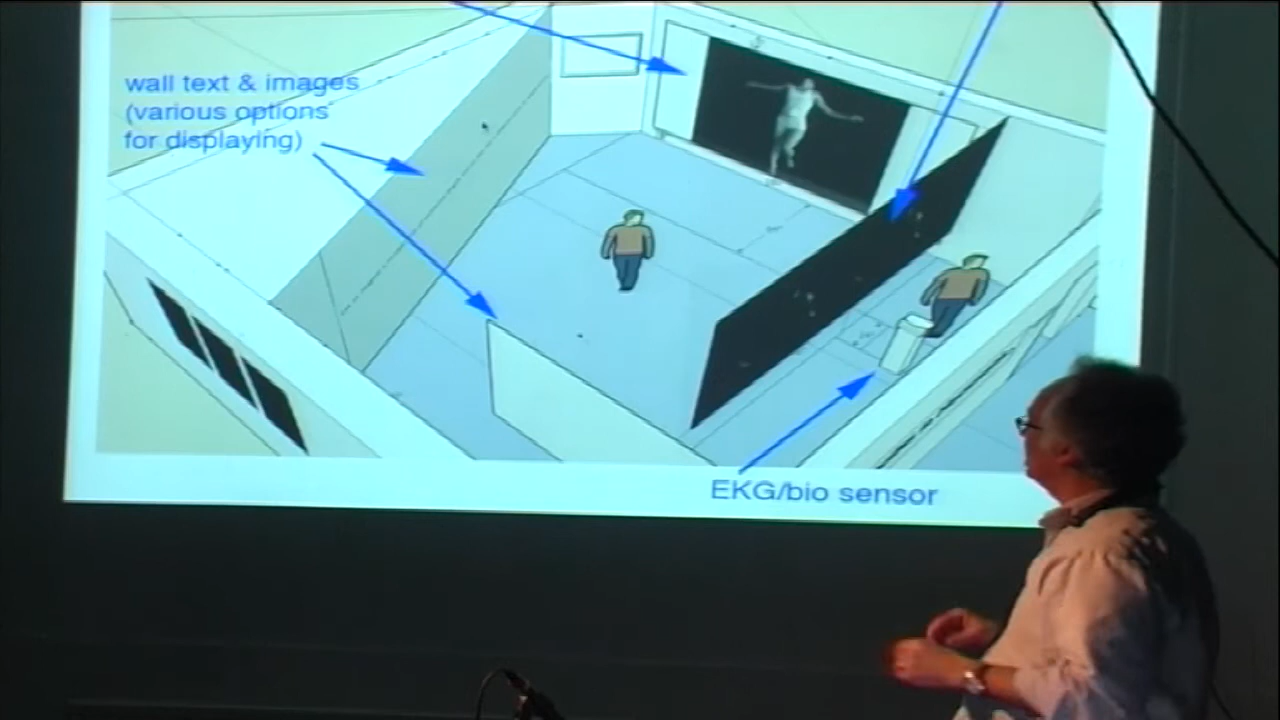 wall text & images
(various options
for displaying)
EKG/bio sensor